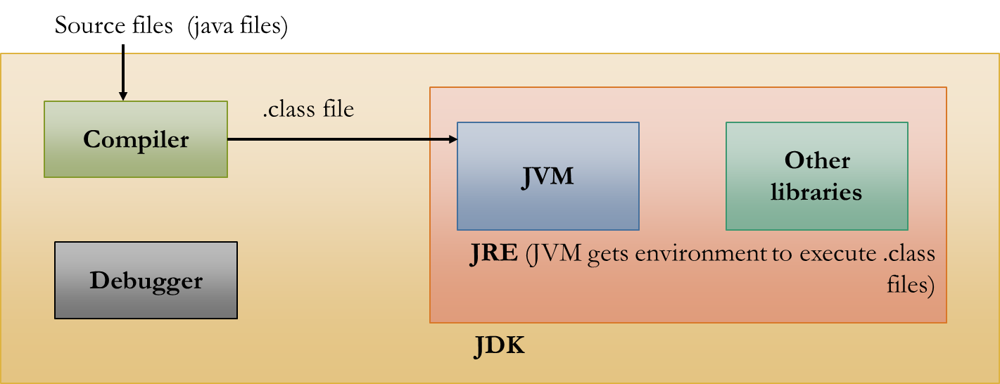 Source files (java files)
.class file
Compiler
JVM
Other
libraries
JRE (JVM gets environment to execute .class
files)
Debugger
JDK